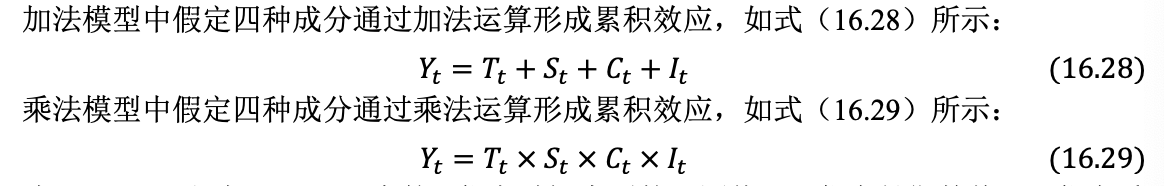 加法模型中假定四种成分通过加法运算形成累积效应，如式（16.28）所示：
Yₜ = Tₜ + Sₜ + Cₜ + Iₜ (16.28)
乘法模型中假定四种成分通过乘法运算形成累积效应，如式（16.29）所示：
Yₜ = Tₜ × Sₜ × Cₜ × Iₜ (16.29)